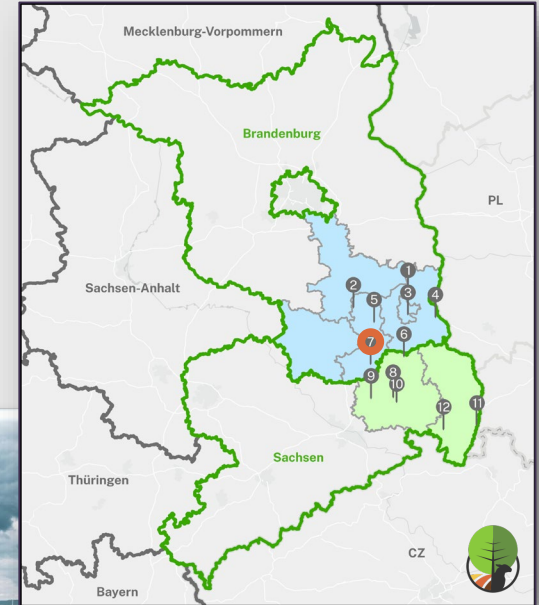 Mecklenburg-Vorpommern
Brandenburg
PL
Sachsen-Anhalt
1
2
3
4
5
6
7
8
9
10
11
12
Sachsen
Thüringen
CZ
Bayern